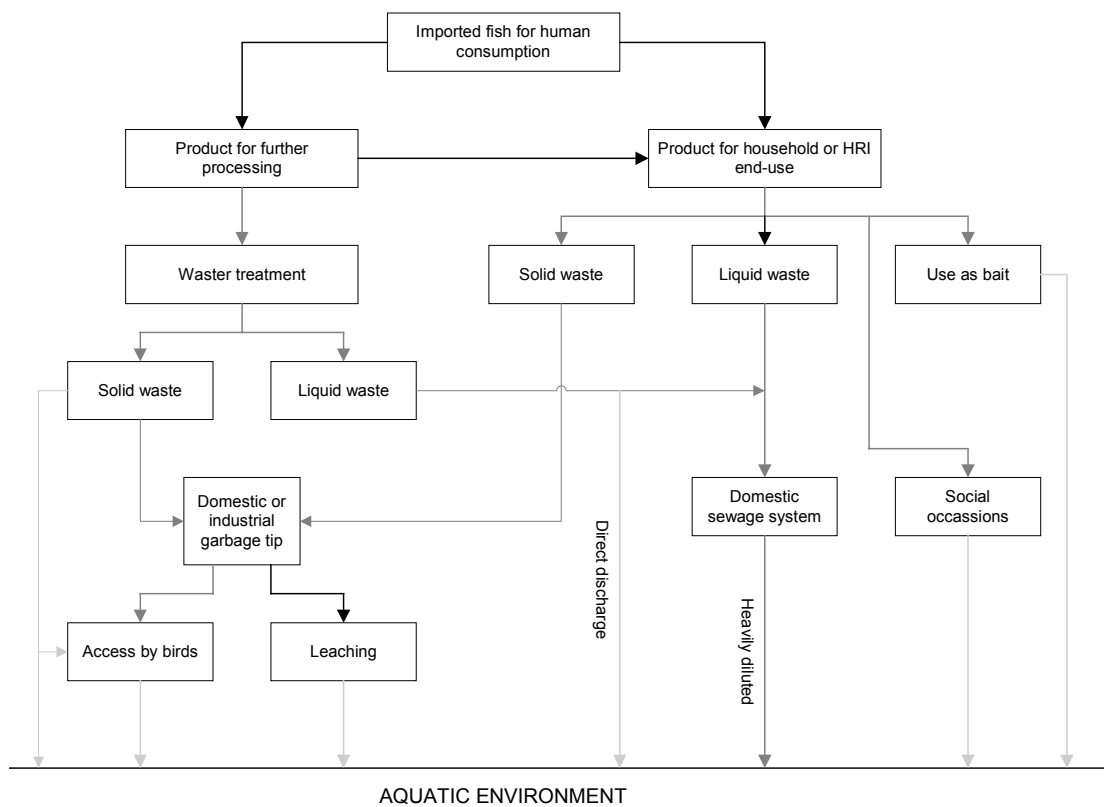 Imported fish for human
consumption
Product for further
processing
Product for household or HRI
end-use
Waster treatment
Solid waste
Liquid waste
Use as bait
Solid waste
Liquid waste
Domestic or
industrial
garbage tip
Domestic
sewage system
Social
occassions
Direct discharge
Heavily diluted
Access by birds
Leaching
AQUATIC ENVIRONMENT